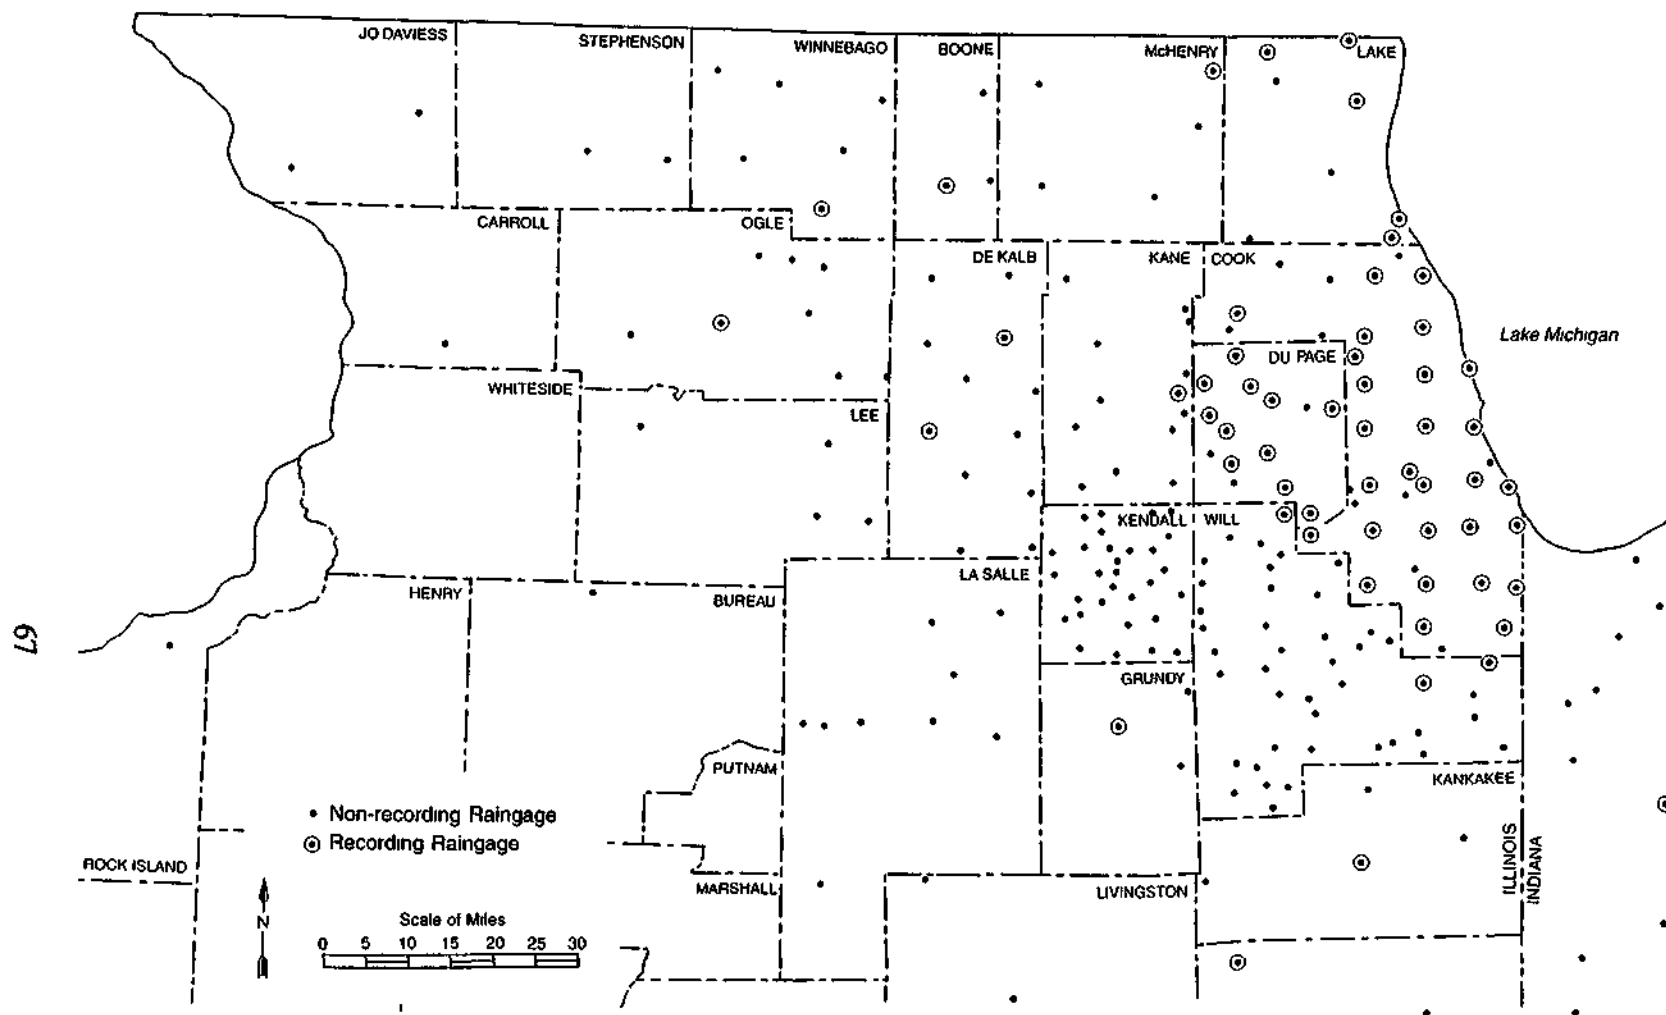 JO DAVIESS
STEPHENSON
WINNEBAGO
BOONE
McHENRY
LAKE
CARROLL
OGLE
DE KALB
KANE
COOK
Lake Michigan
DU PAGE
WHITESIDE
LEE
KENDALL
WILL
LA SALLE
HENRY
BUREAU
67
GRUNDY
PUTNAM
KANKAKEE
• Non-recording Raingage
Recording Raingage
ILLINOIS
INDIANA
ROCK ISLAND
MARSHALL
LIVINGSTON
N
Scale of Miles
0 5 10 15 20 25 30